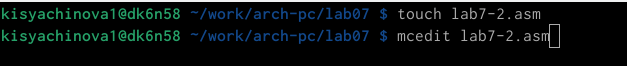 kisyachinova1@dk6n58 ~/work/arch-pc/lab07 $ touch lab7-2.asm
kisyachinova1@dk6n58 ~/work/arch-pc/lab07 $ mcedit lab7-2.asm